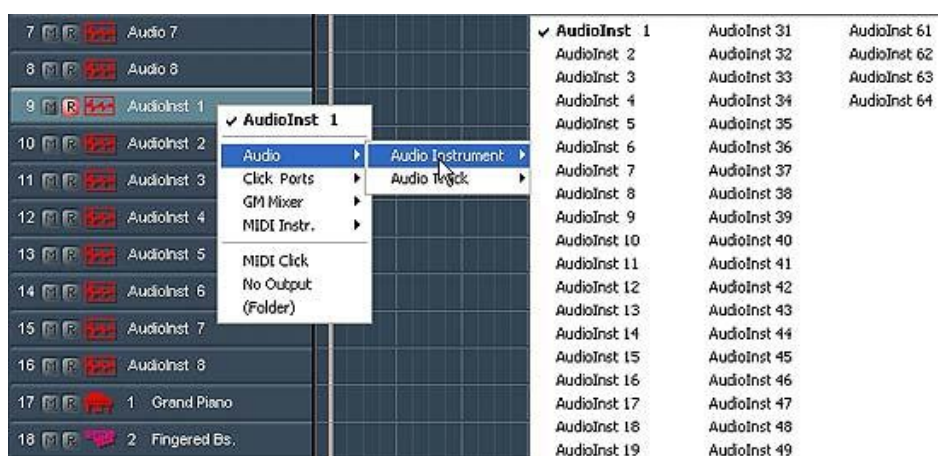 7 M R Audio 7
8 M R Audio 8
9 M R AudioInst 1
10 M R AudioInst 2
11 M R AudioInst 3
12 M R AudioInst 4
13 M R AudioInst 5
14 M R AudioInst 6
15 M R AudioInst 7
16 M R AudioInst 8
17 M R 1 Grand Piano
18 M R 2 Fingered Bs.
✓ AudioInst 1
Audio
Click Ports
GM Mixer
MIDI Instr.
MIDI Click
No Output
(Folder)
Audio Instrument
Audio Track
✓ AudioInst 1
AudioInst 2
AudioInst 3
AudioInst 4
AudioInst 5
AudioInst 6
AudioInst 7
AudioInst 8
AudioInst 9
AudioInst 10
AudioInst 11
AudioInst 12
AudioInst 13
AudioInst 14
AudioInst 15
AudioInst 16
AudioInst 17
AudioInst 18
AudioInst 19
AudioInst 31
AudioInst 32
AudioInst 33
AudioInst 34
AudioInst 35
AudioInst 36
AudioInst 37
AudioInst 38
AudioInst 39
AudioInst 40
AudioInst 41
AudioInst 42
AudioInst 43
AudioInst 44
AudioInst 45
AudioInst 46
AudioInst 47
AudioInst 48
AudioInst 49
AudioInst 61
AudioInst 62
AudioInst 63
AudioInst 64